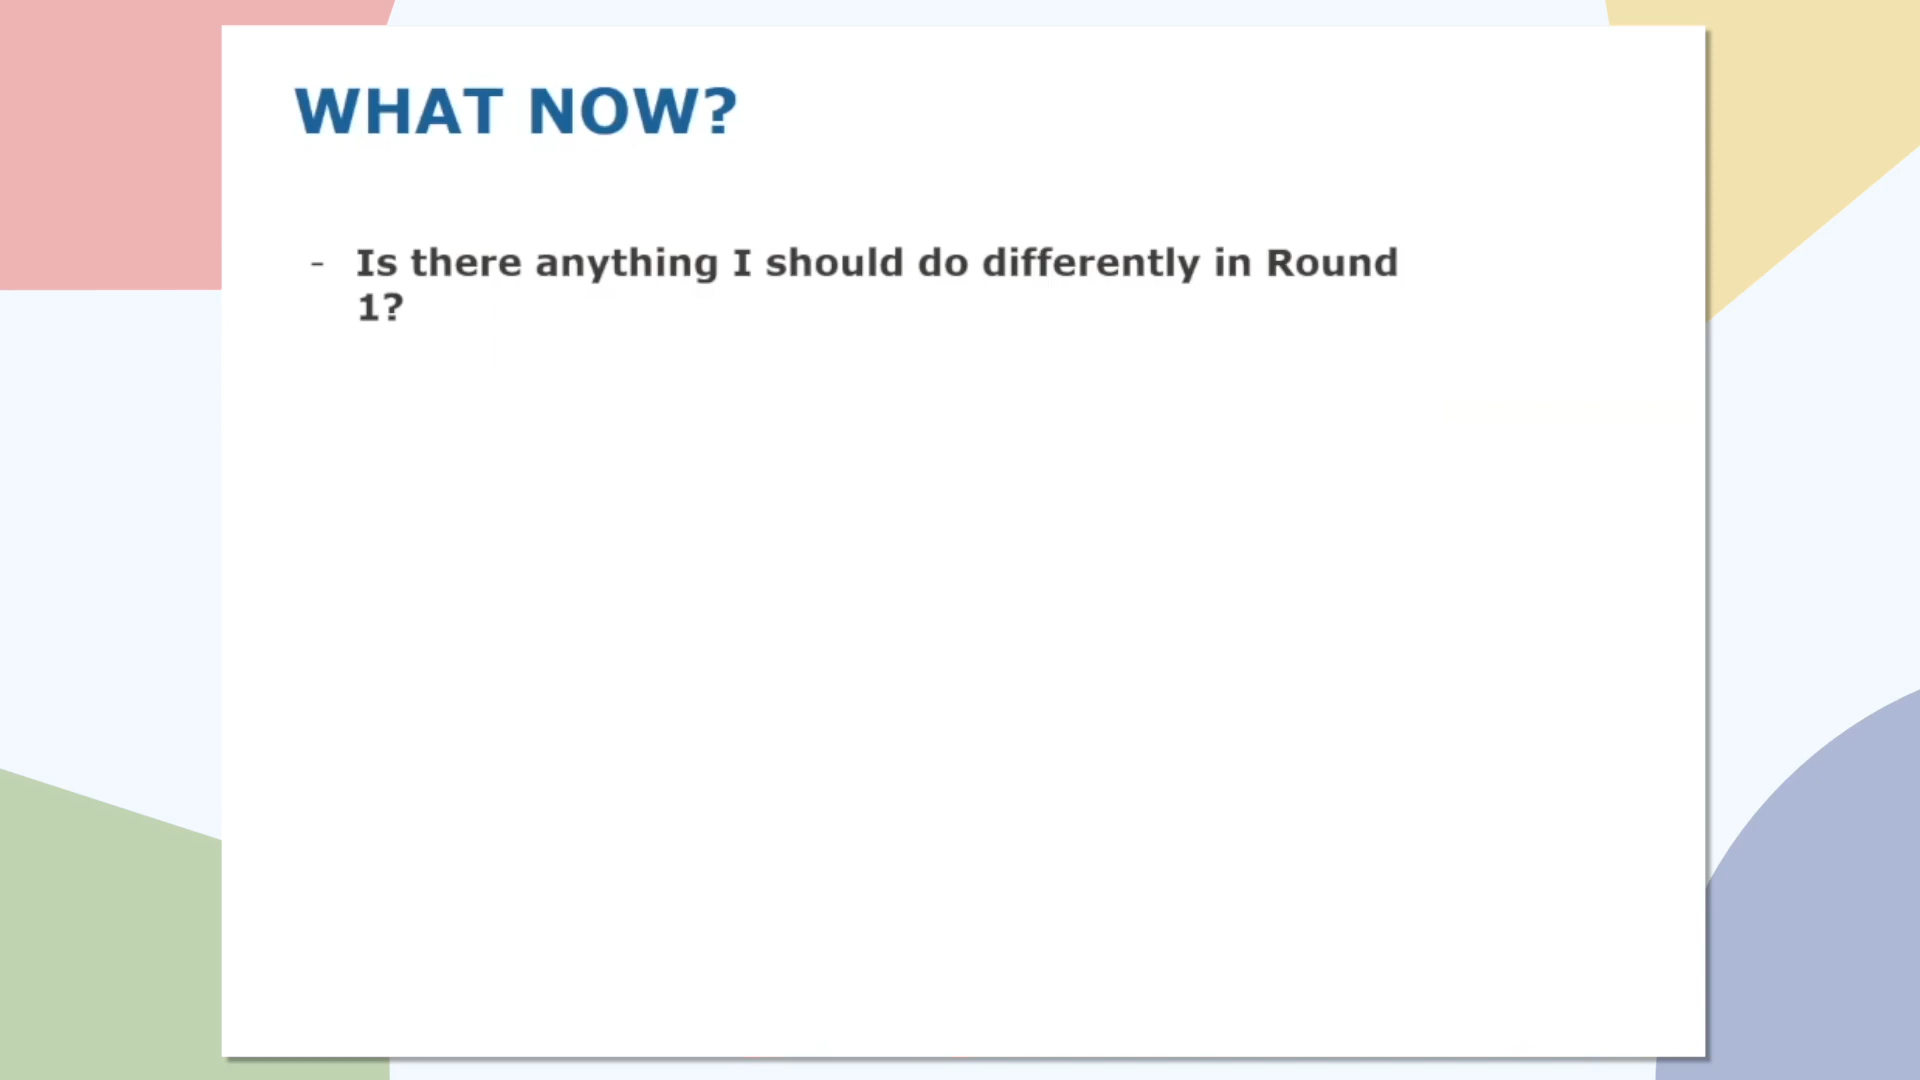 WHAT NOW?
- Is there anything I should do differently in Round
1?